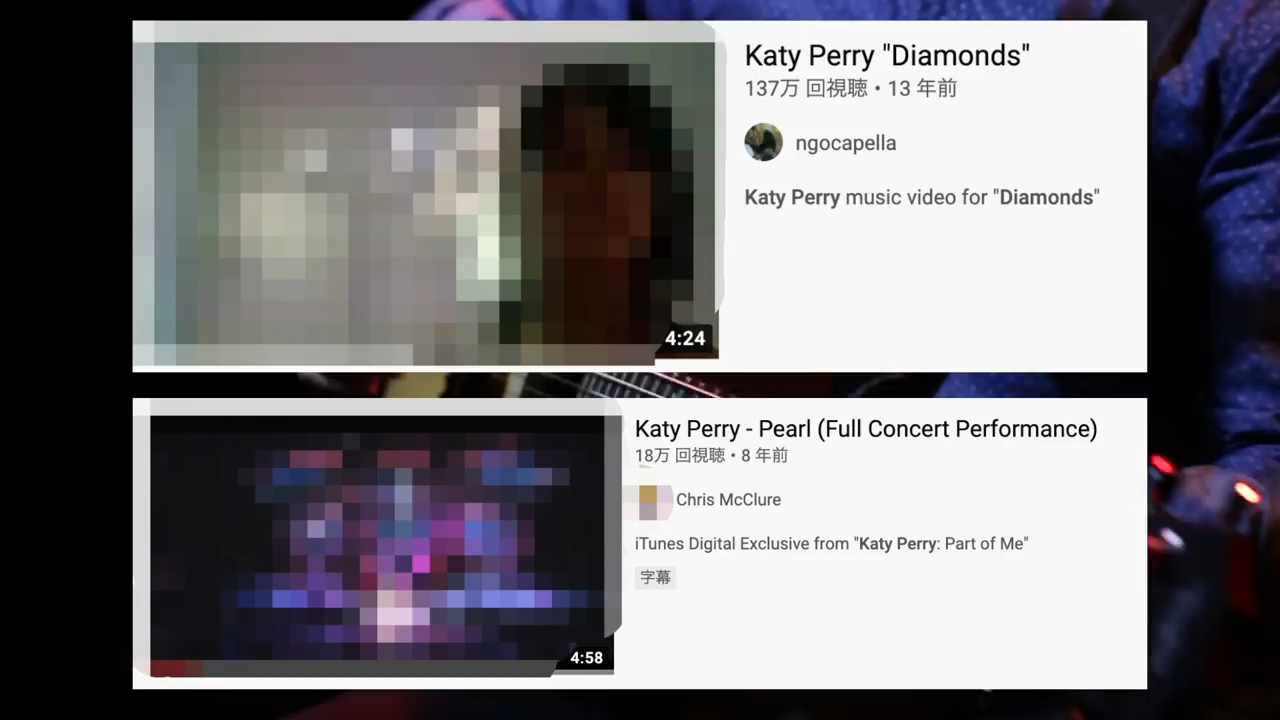 Katy Perry "Diamonds"
137万 回視聴・13 年前
ngocapella
Katy Perry music video for "Diamonds"
4:24
Katy Perry - Pearl (Full Concert Performance)
18万 回視聴・8 年前
Chris McClure
iTunes Digital Exclusive from "Katy Perry: Part of Me"
字幕
4:58